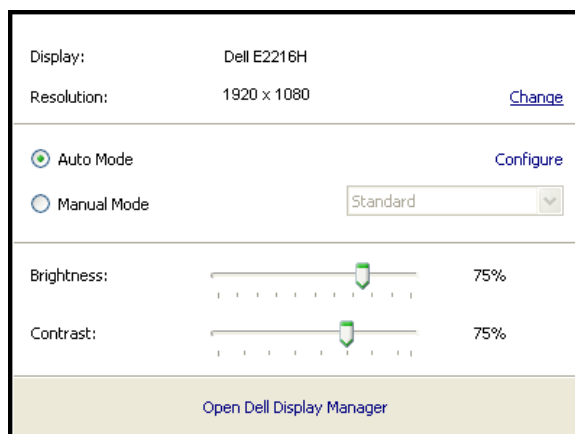 Display: Dell E2216H
Resolution: 1920 x 1080 Change
Auto Mode Configure
Manual Mode Standard
Brightness: 75%
Contrast: 75%
Open Dell Display Manager